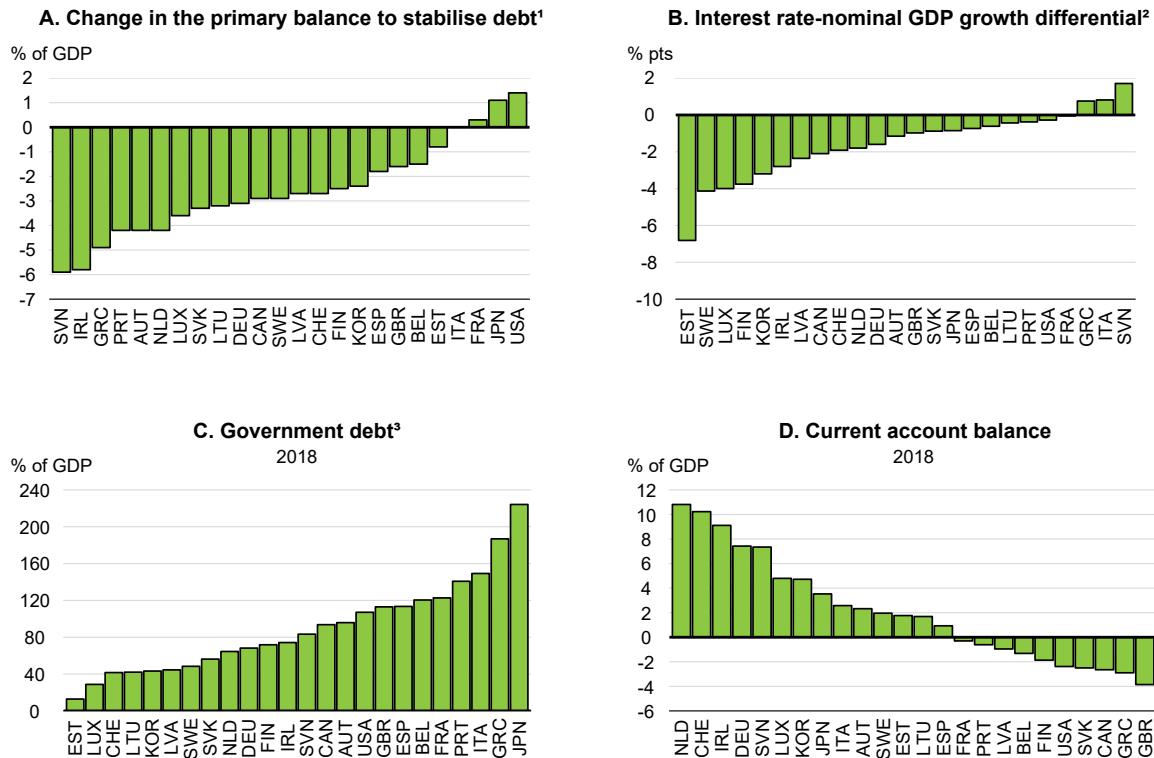 A. Change in the primary balance to stabilise debt¹
% of GDP
2
1
0
-1
-2
-3
-4
-5
-6
-7
SVN
IRL
GRC
PRT
AUT
NLD
LUX
SVK
LTU
DEU
CAN
SWE
LVA
CHE
FIN
KOR
ESP
GBR
BEL
EST
ITA
FRA
JPN
USA
B. Interest rate-nominal GDP growth differential²
% pts
2
0
-2
-4
-6
-8
-10
EST
SWE
LUX
FIN
KOR
IRL
LVA
CAN
CHE
NLD
DEU
AUT
GBR
SVK
JPN
ESP
BEL
LTU
PRT
USA
FRA
GRC
ITA
SVN
C. Government debt³
2018
% of GDP
240
200
160
120
80
40
0
EST
LUX
CHE
LTU
KOR
LVA
SWE
SVK
NLD
DEU
FIN
IRL
SVN
CAN
AUT
USA
GBR
ESP
BEL
FRA
PRT
ITA
GRC
JPN
D. Current account balance
2018
% of GDP
12
10
8
6
4
2
0
-2
-4
-6
NLD
CHE
IRL
DEU
SVN
LUX
KOR
JPN
ITA
AUT
SWE
EST
LTU
ESP
FRA
PRT
LVA
BEL
FIN
USA
SVK
CAN
GRC
GBR